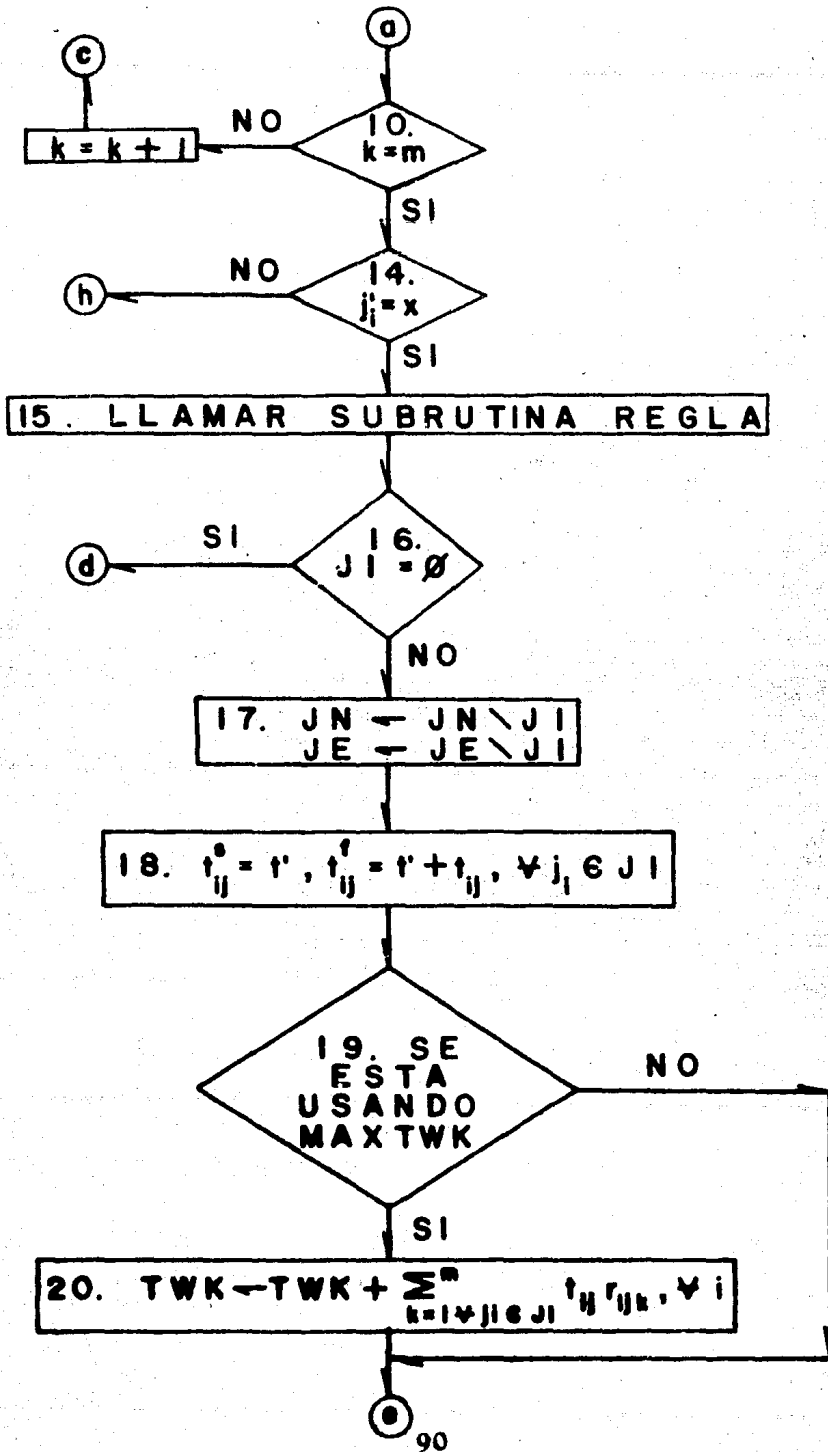 a
c
NO
10.
k = m
k = k + 1
SI
NO
14.
j'i = x
h
SI
15. LLAMAR SUBRUTINA REGLA
SI
16.
JI = Ø
d
NO
17. JN ← JN \ JI
JE ← JE \ JI
18. t^s_ij = t' , t^f_ij = t' + t_ij, ∀ j_i ∈ JI
19. SE
ESTA
USANDO
MAXTWK
NO
SI
20. TWK ← TWK + Σ^m_{k=1 ∀ ji ∈ JI} t_ij r_ijk, ∀ i
e
90